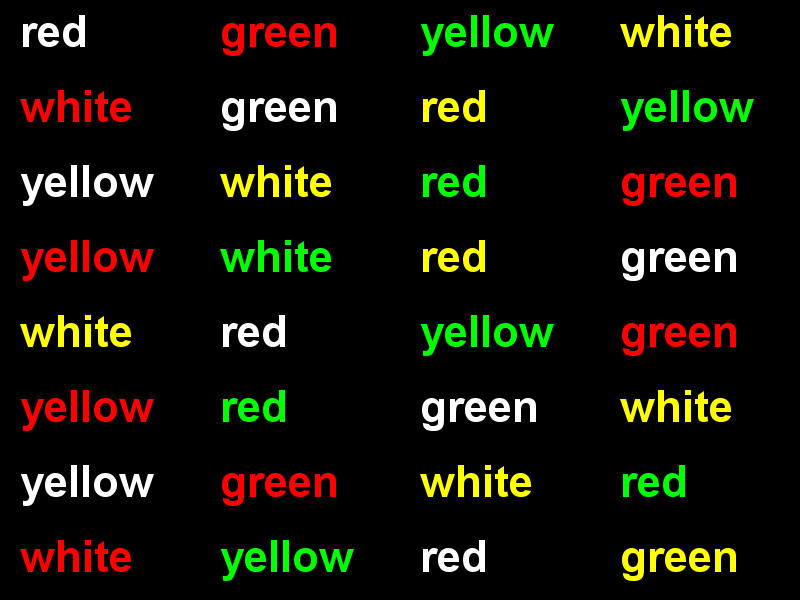 red green yellow white
white green red yellow
yellow white red green
yellow white red green
white red yellow green
yellow red green white
yellow green white red
white yellow red green